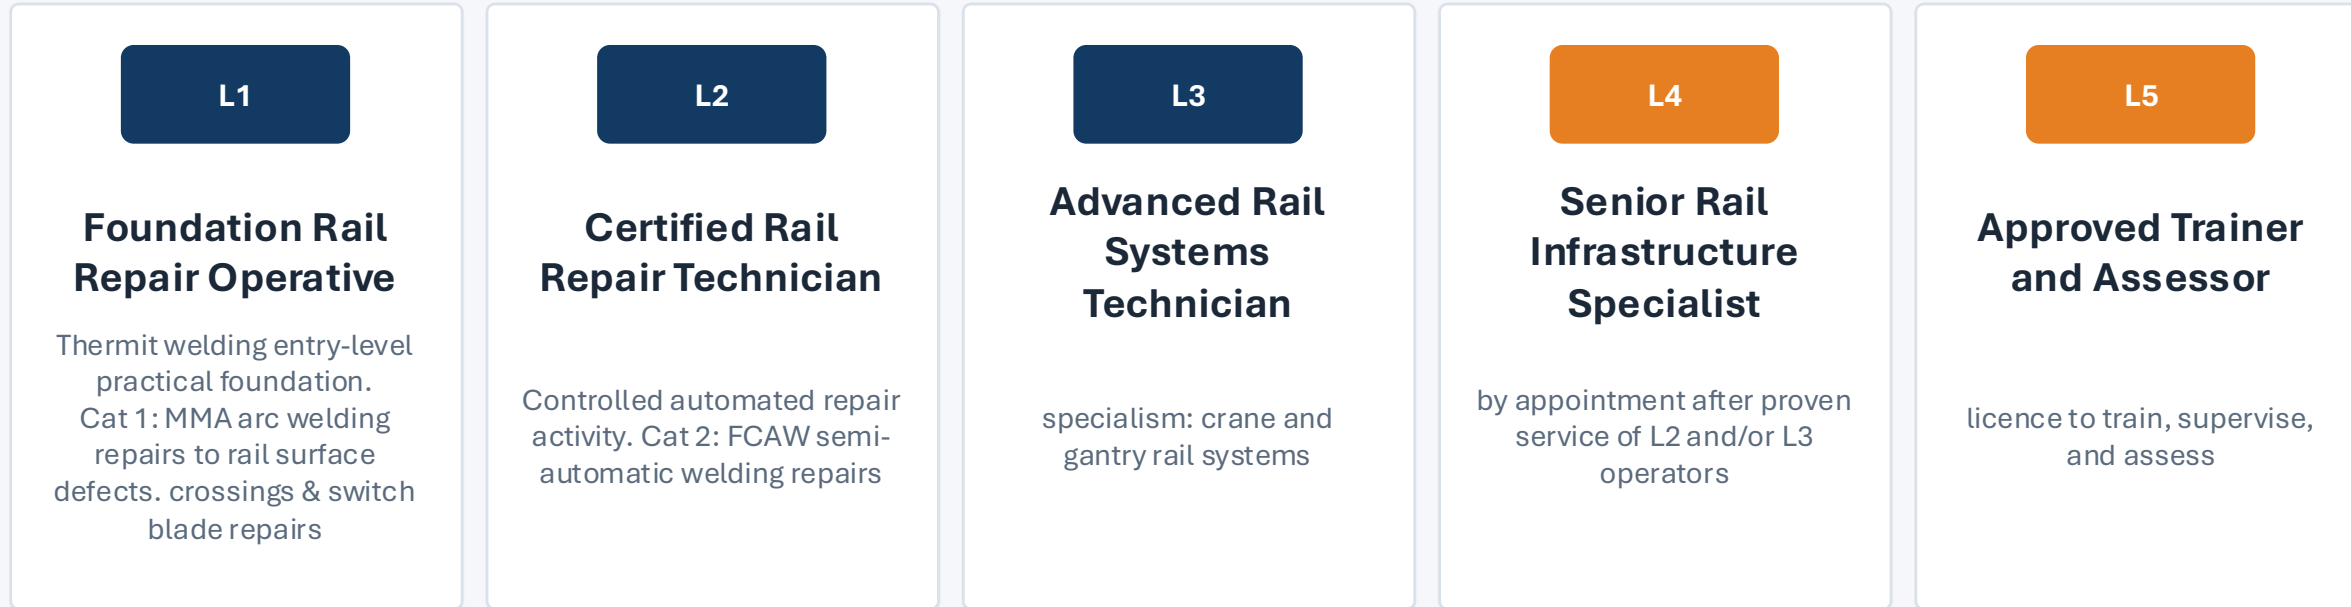 L1
Foundation Rail
Repair Operative
Thermit welding entry-level
practical foundation.
Cat 1: MMA arc welding
repairs to rail surface
defects. crossings & switch
blade repairs
L2
Certified Rail
Repair Technician
Controlled automated repair
activity. Cat 2: FCAW semi-
automatic welding repairs
L3
Advanced Rail
Systems
Technician
specialism: crane and
gantry rail systems
L4
Senior Rail
Infrastructure
Specialist
by appointment after proven
service of L2 and/or L3
operators
L5
Approved Trainer
and Assessor
licence to train, supervise,
and assess